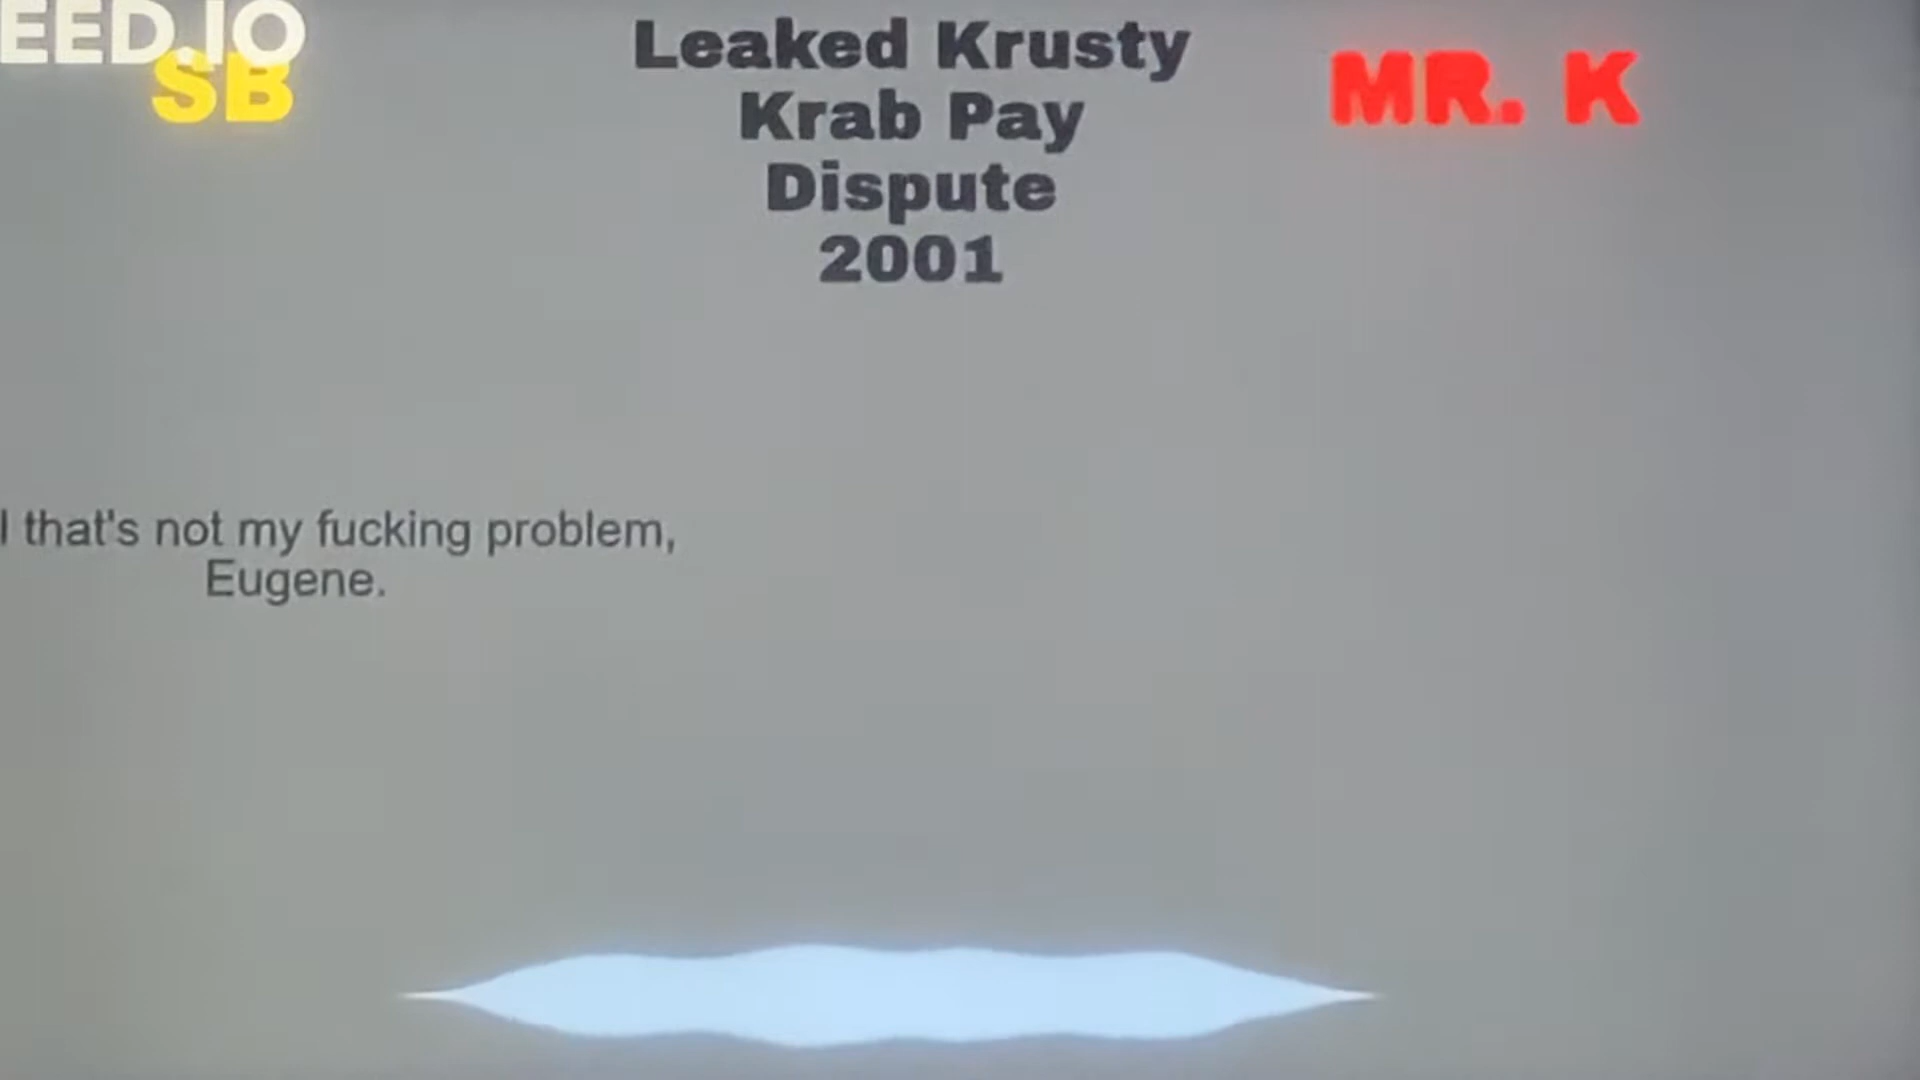 EED.IO
SB
Leaked Krusty
Krab Pay
Dispute
2001
MR. K
l that's not my fucking problem,
Eugene.